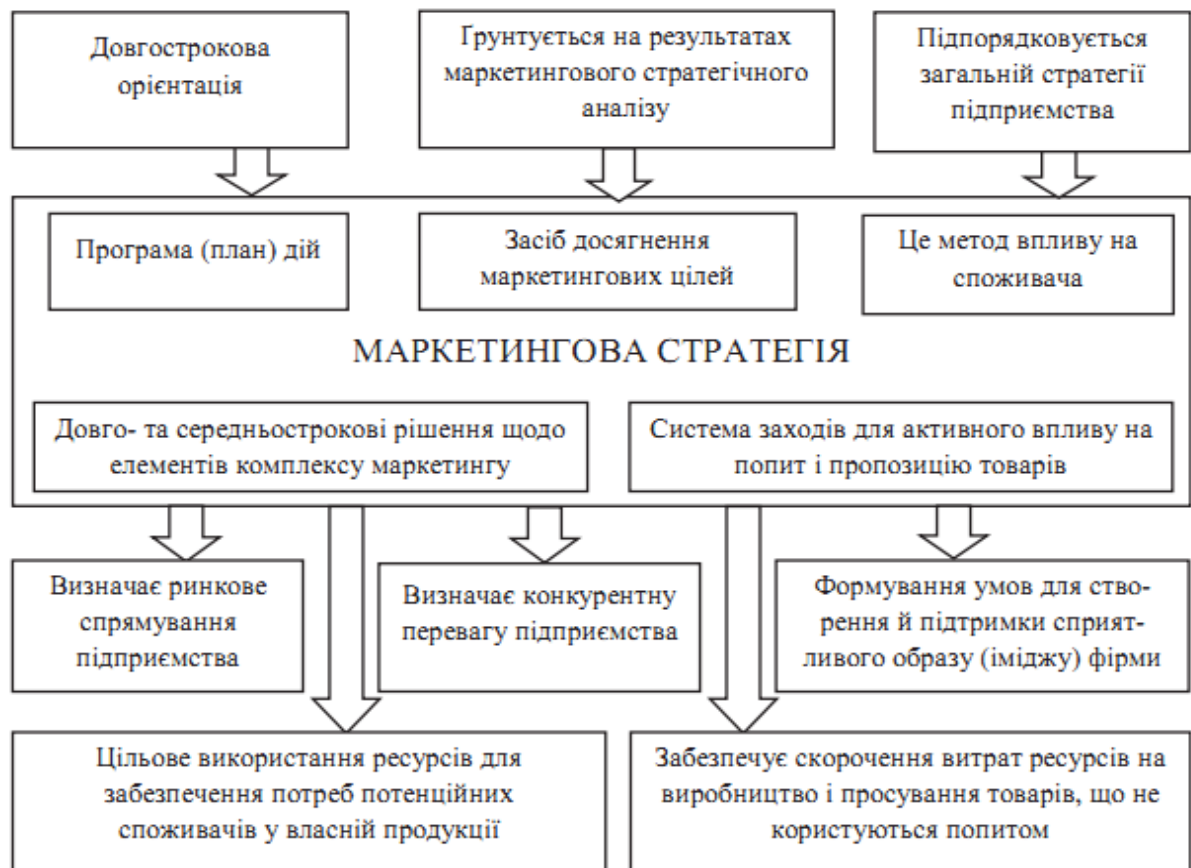 Довгострокова
орієнтація
Ґрунтується на результатах
маркетингового стратегічного
аналізу
Підпорядковується
загальній стратегії
підприємства
Програма (план) дій
Засіб досягнення
маркетингових цілей
Це метод впливу на
споживача
МАРКЕТИНГОВА СТРАТЕГІЯ
Довго- та середньострокові рішення щодо
елементів комплексу маркетингу
Система заходів для активного впливу на
попит і пропозицію товарів
Визначає ринкове
спрямування
підприємства
Визначає конкурентну
перевагу підприємства
Формування умов для ство-
рення й підтримки сприят-
ливого образу (іміджу) фірми
Цільове використання ресурсів для
забезпечення потреб потенційних
споживачів у власній продукції
Забезпечує скорочення витрат ресурсів на
виробництво і просування товарів, що не
користуються попитом